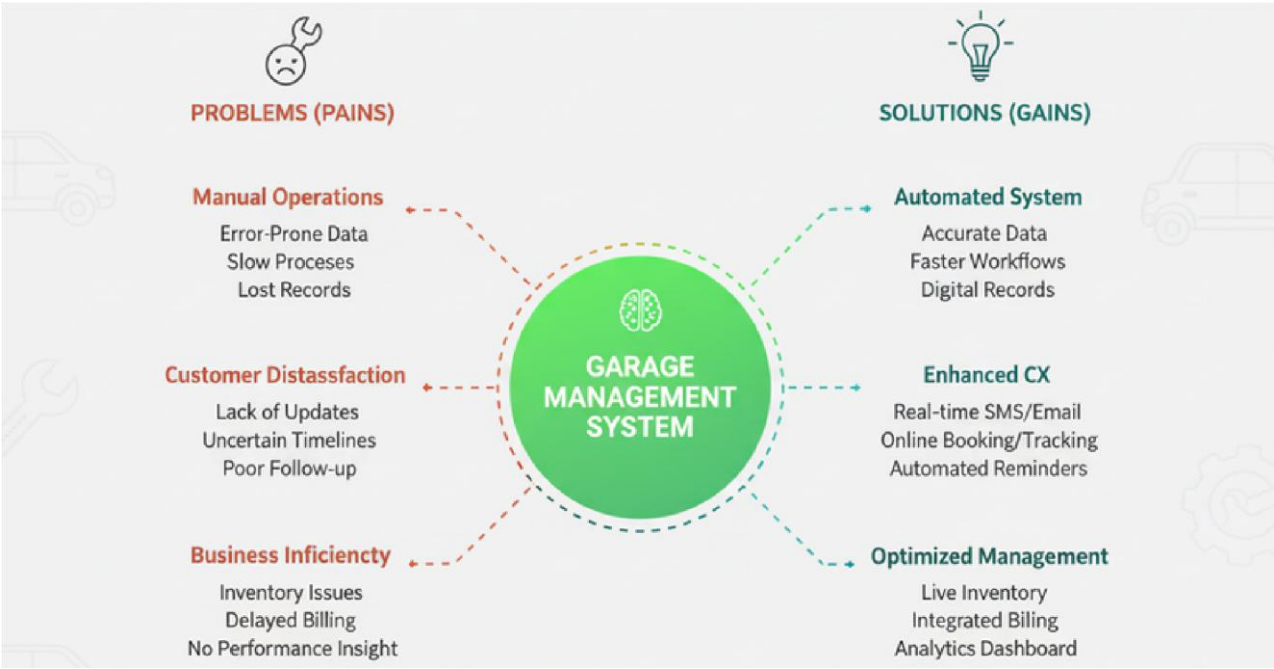 PROBLEMS (PAINS)
Manual Operations
Error-Prone Data
Slow Proceses
Lost Records
Customer Distassfaction
Lack of Updates
Uncertain Timelines
Poor Follow-up
Business Inficiencty
Inventory Issues
Delayed Billing
No Performance Insight
GARAGE
MANAGEMENT
SYSTEM
SOLUTIONS (GAINS)
Automated System
Accurate Data
Faster Workflows
Digital Records
Enhanced CX
Real-time SMS/Email
Online Booking/Tracking
Automated Reminders
Optimized Management
Live Inventory
Integrated Biling
Analytics Dashboard